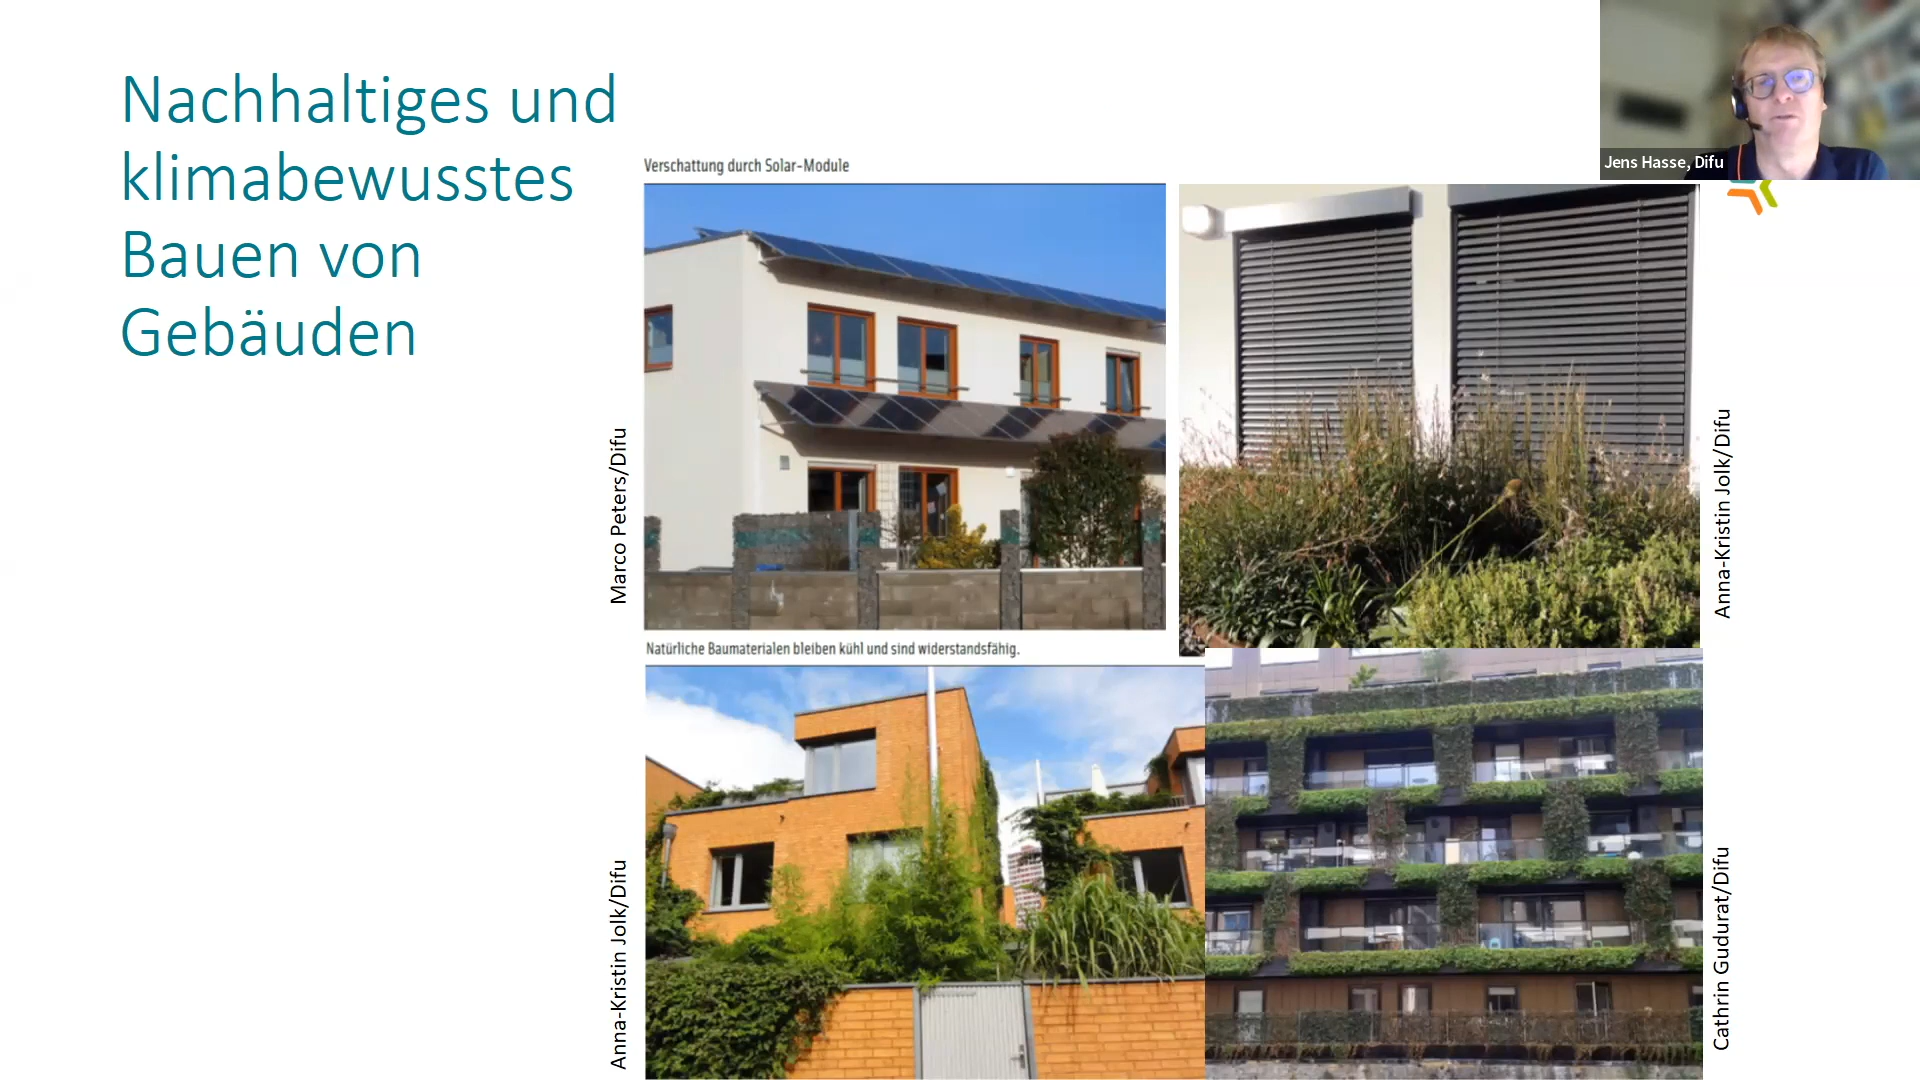 Nachhaltiges und
klimabewusstes
Bauen von
Gebäuden
Jens Hasse, Difu
Verschattung durch Solar-Module
Marco Peters/Difu
Anna-Kristin Jolk/Difu
Natürliche Baumaterialen bleiben kühl und sind widerstandsfähig.
Anna-Kristin Jolk/Difu
Cathrin Gudurat/Difu